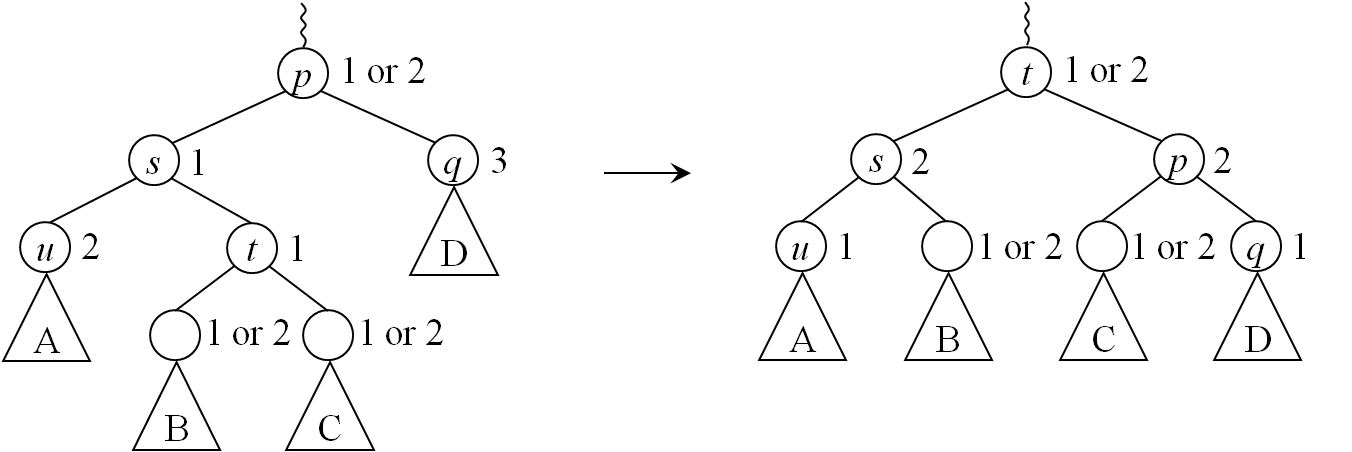 p 1 or 2 t 1 or 2
s 1 q 3 s 2 p 2
u 2 t 1 D u 1 1 or 2 1 or 2 q 1
A 1 or 2 1 or 2 A B C D
B C